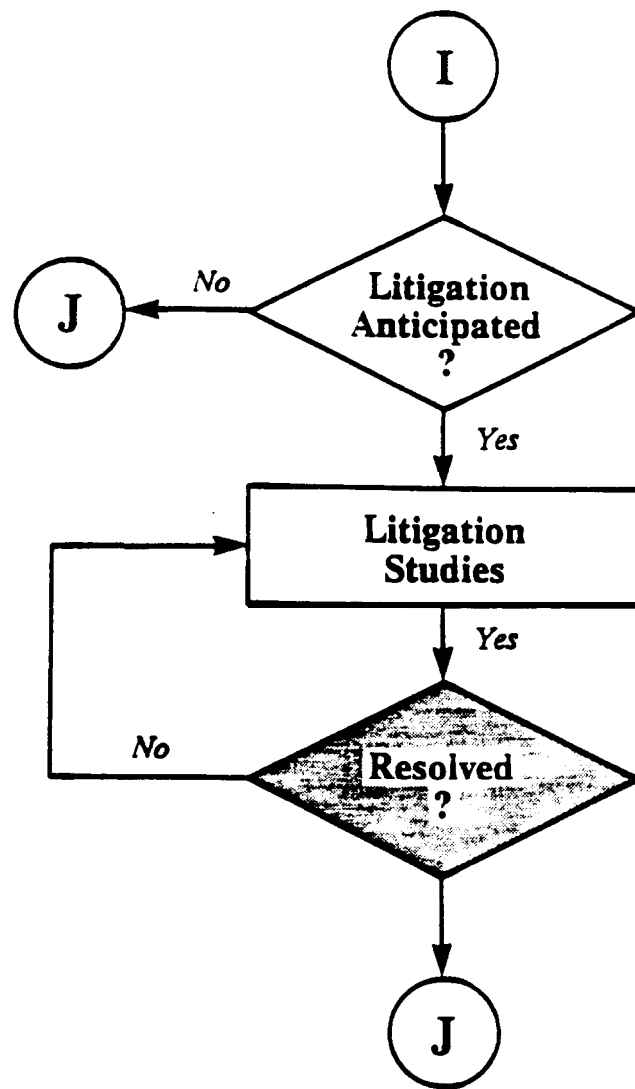 I
No
J
Litigation
Anticipated
?
Yes
Litigation
Studies
Yes
No
Resolved
?
J